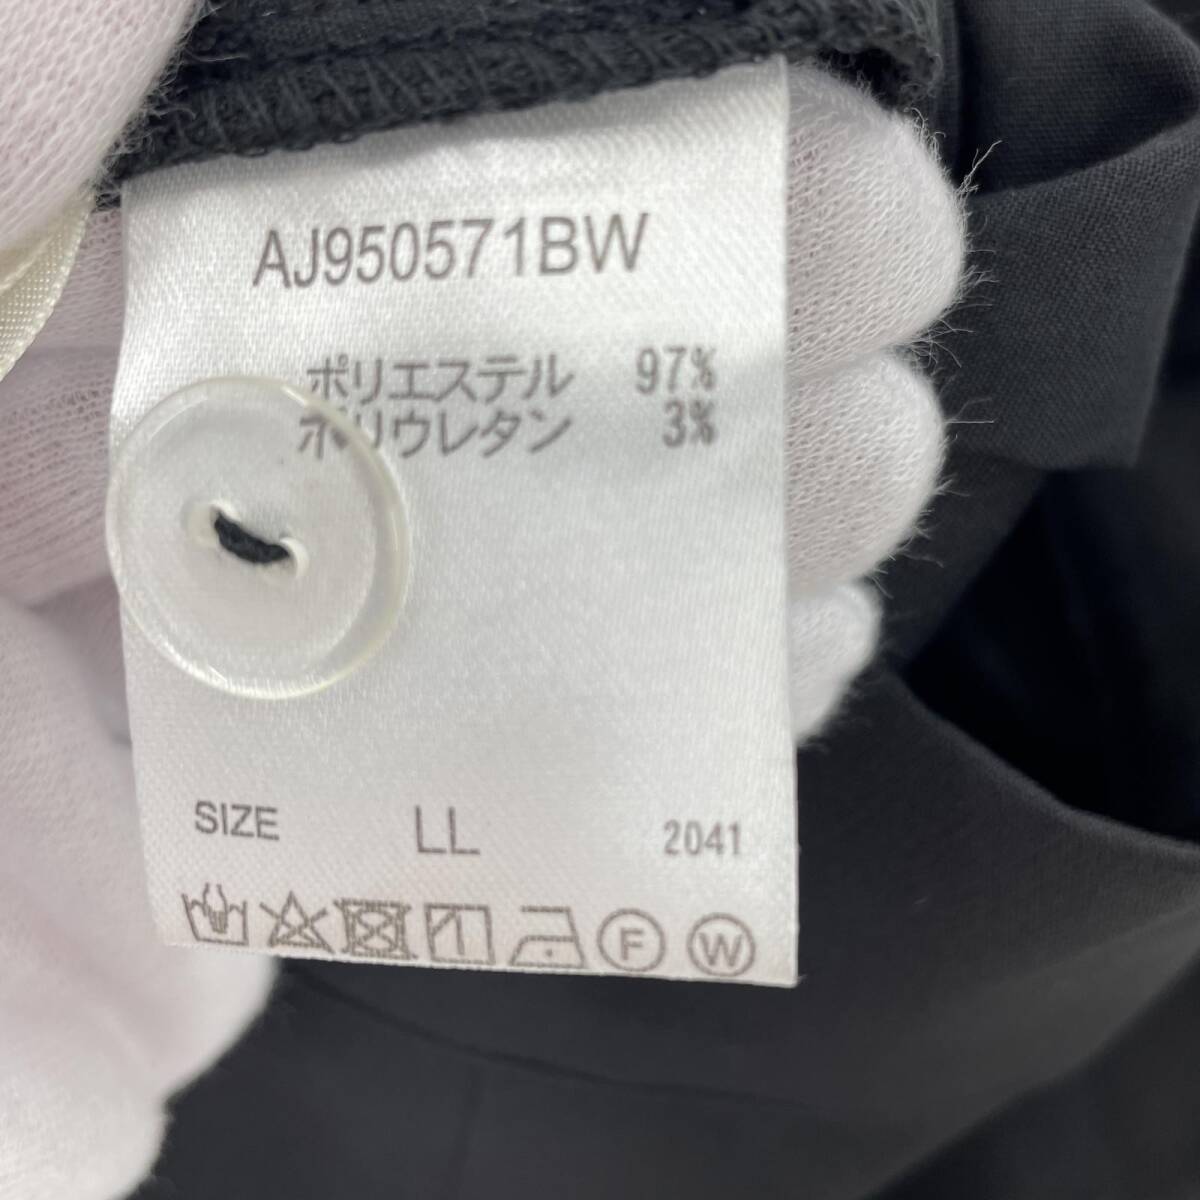 AJ950571BW
ポリエステル 97%
ポリウレタン 3%
SIZE LL 2041
F W